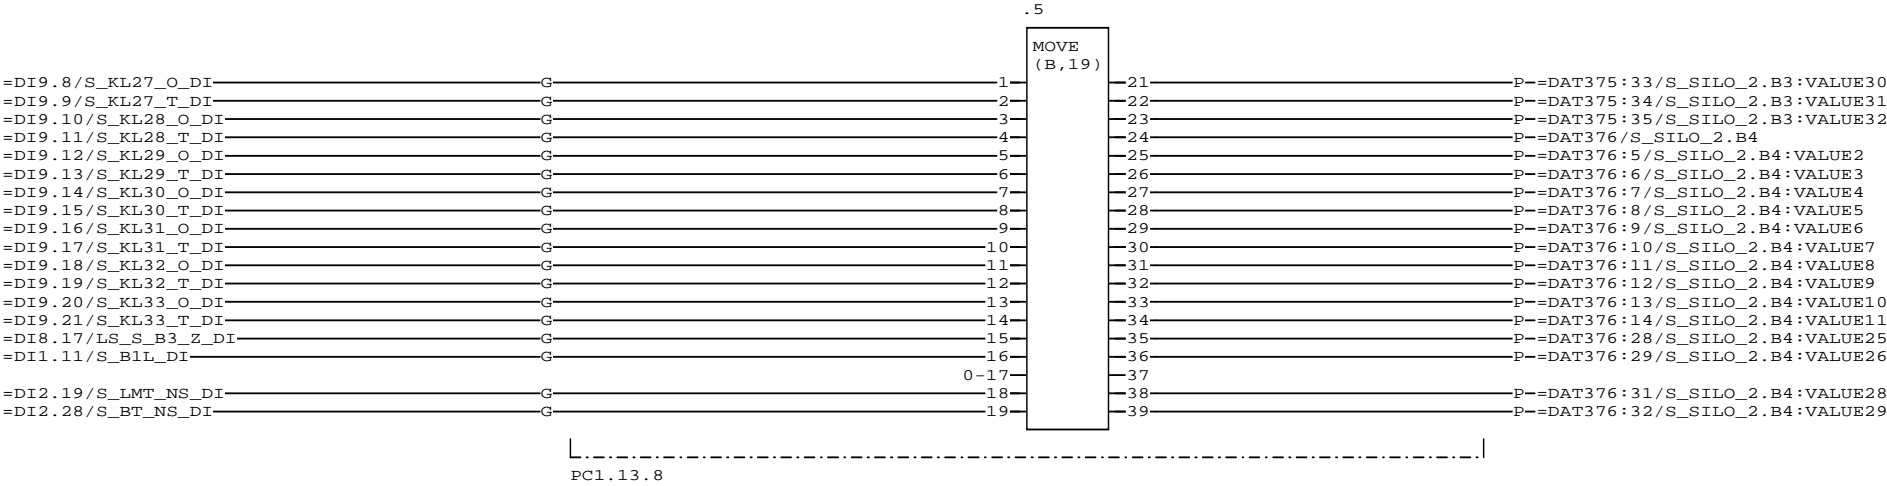 .5
MOVE
(B,19)
=DI9.8/S_KL27_O_DI G 1 21 P-=DAT375:33/S_SILO_2.B3:VALUE30
=DI9.9/S_KL27_T_DI G 2 22 P-=DAT375:34/S_SILO_2.B3:VALUE31
=DI9.10/S_KL28_O_DI G 3 23 P-=DAT375:35/S_SILO_2.B3:VALUE32
=DI9.11/S_KL28_T_DI G 4 24 P-=DAT376/S_SILO_2.B4
=DI9.12/S_KL29_O_DI G 5 25 P-=DAT376:5/S_SILO_2.B4:VALUE2
=DI9.13/S_KL29_T_DI G 6 26 P-=DAT376:6/S_SILO_2.B4:VALUE3
=DI9.14/S_KL30_O_DI G 7 27 P-=DAT376:7/S_SILO_2.B4:VALUE4
=DI9.15/S_KL30_T_DI G 8 28 P-=DAT376:8/S_SILO_2.B4:VALUE5
=DI9.16/S_KL31_O_DI G 9 29 P-=DAT376:9/S_SILO_2.B4:VALUE6
=DI9.17/S_KL31_T_DI G 10 30 P-=DAT376:10/S_SILO_2.B4:VALUE7
=DI9.18/S_KL32_O_DI G 11 31 P-=DAT376:11/S_SILO_2.B4:VALUE8
=DI9.19/S_KL32_T_DI G 12 32 P-=DAT376:12/S_SILO_2.B4:VALUE9
=DI9.20/S_KL33_O_DI G 13 33 P-=DAT376:13/S_SILO_2.B4:VALUE10
=DI9.21/S_KL33_T_DI G 14 34 P-=DAT376:14/S_SILO_2.B4:VALUE11
=DI8.17/LS_S_B3_Z_DI G 15 35 P-=DAT376:28/S_SILO_2.B4:VALUE25
=DI1.11/S_B1L_DI G 16 36 P-=DAT376:29/S_SILO_2.B4:VALUE26
0-17 37
=DI2.19/S_LMT_NS_DI G 18 38 P-=DAT376:31/S_SILO_2.B4:VALUE28
=DI2.28/S_BT_NS_DI G 19 39 P-=DAT376:32/S_SILO_2.B4:VALUE29
PC1.13.8